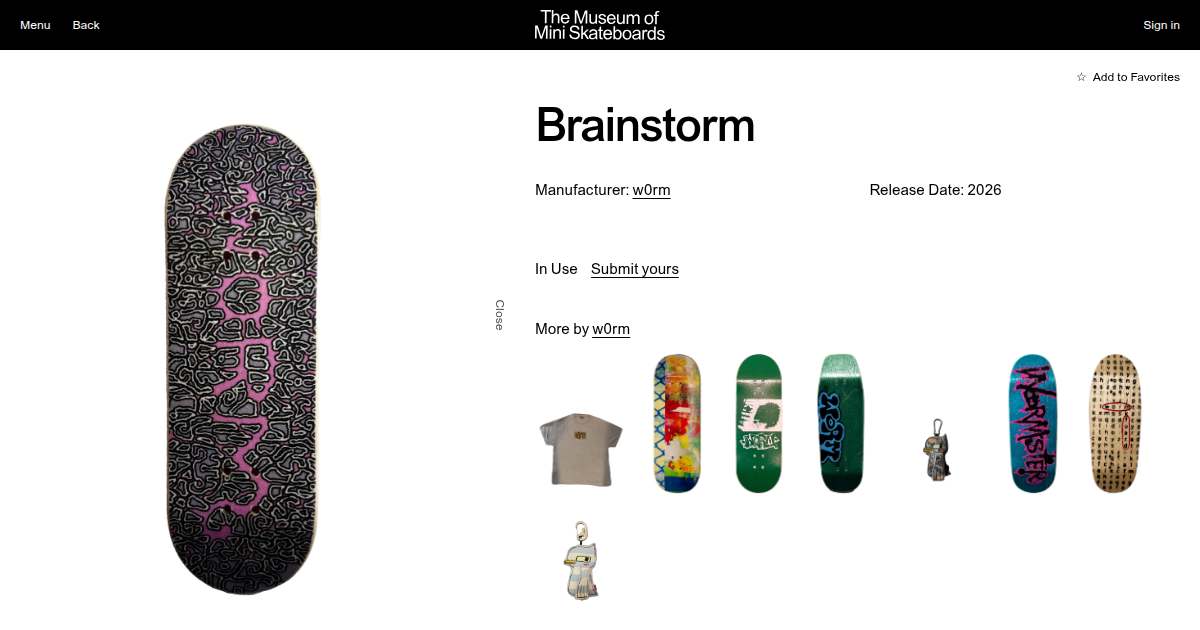 Menu
Back
The Museum of
Mini Skateboards
Sign in
☆ Add to Favorites
Brainstorm
Manufacturer: w0rm
Release Date: 2026
In Use
Submit yours
Close
More by w0rm